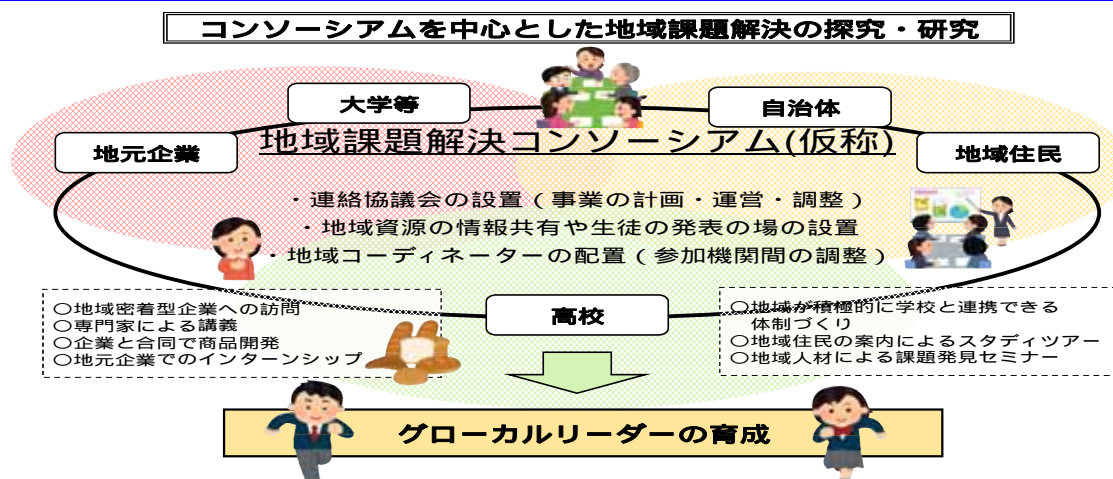 コンソーシアムを中心とした地域課題解決の探究・研究
大学等
自治体
地元企業
地域課題解決コンソーシアム(仮称)
地域住民
・連絡協議会の設置(事業の計画・運営・調整)
・地域資源の情報共有や生徒の発表の場の設置
・地域コーディネーターの配置(参加機関間の調整)
高校
○地域密着型企業への訪問
○専門家による講義
○企業と合同で商品開発
○地元企業でのインターンシップ
○地域が積極的に学校と連携できる
体制づくり
○地域住民の案内によるスタディツアー
○地域人材による課題発見セミナー
グローカルリーダーの育成